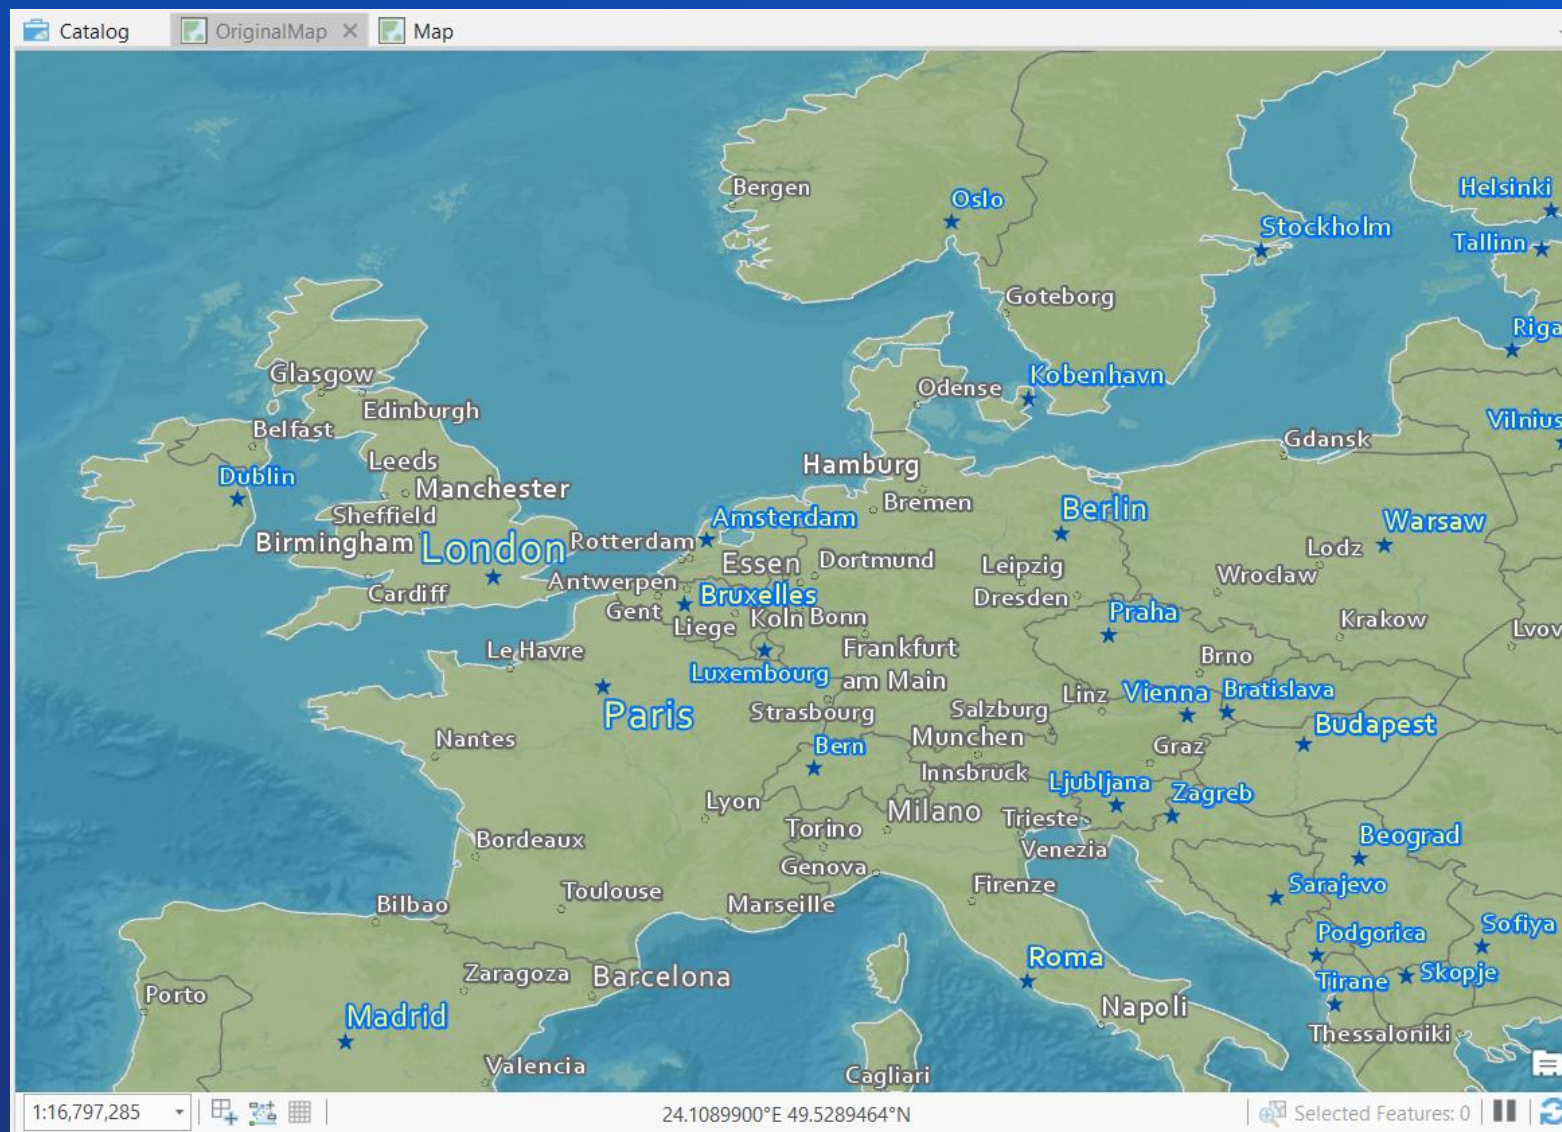 Catalog
OriginalMap
Map
Bergen
Oslo
Helsinki
Stockholm
Tallinn
Goteborg
Riga
Glasgow
Kobenhavn
Odense
Edinburgh
Vilnius
Belfast
Gdansk
Leeds
Hamburg
Dublin
Manchester
Bremen
Sheffield
Amsterdam
Berlin
Warsaw
Birmingham
London
Rotterdam
Essen
Dortmund
Leipzig
Lodz
Wroclaw
Cardiff
Antwerpen
Bruxelles
Dresden
Gent
Liege
Koln
Bonn
Praha
Krakow
Lvov
Le Havre
Frankfurt
am Main
Brno
Luxembourg
Linz
Vienna
Bratislava
Paris
Strasbourg
Salzburg
Budapest
Nantes
Bern
Munchen
Graz
Innsbruck
Ljubljana
Zagreb
Lyon
Milano
Torino
Trieste
Bordeaux
Venezia
Beograd
Genova
Toulouse
Firenze
Sarajevo
Bilbao
Marseille
Podgorica
Sofiya
Zaragoza
Barcelona
Roma
Tirane
Skopje
Porto
Madrid
Napoli
Thessaloniki
Valencia
Cagliari
1:16,797,285
24.1089900°E 49.5289464°N
Selected Features: 0